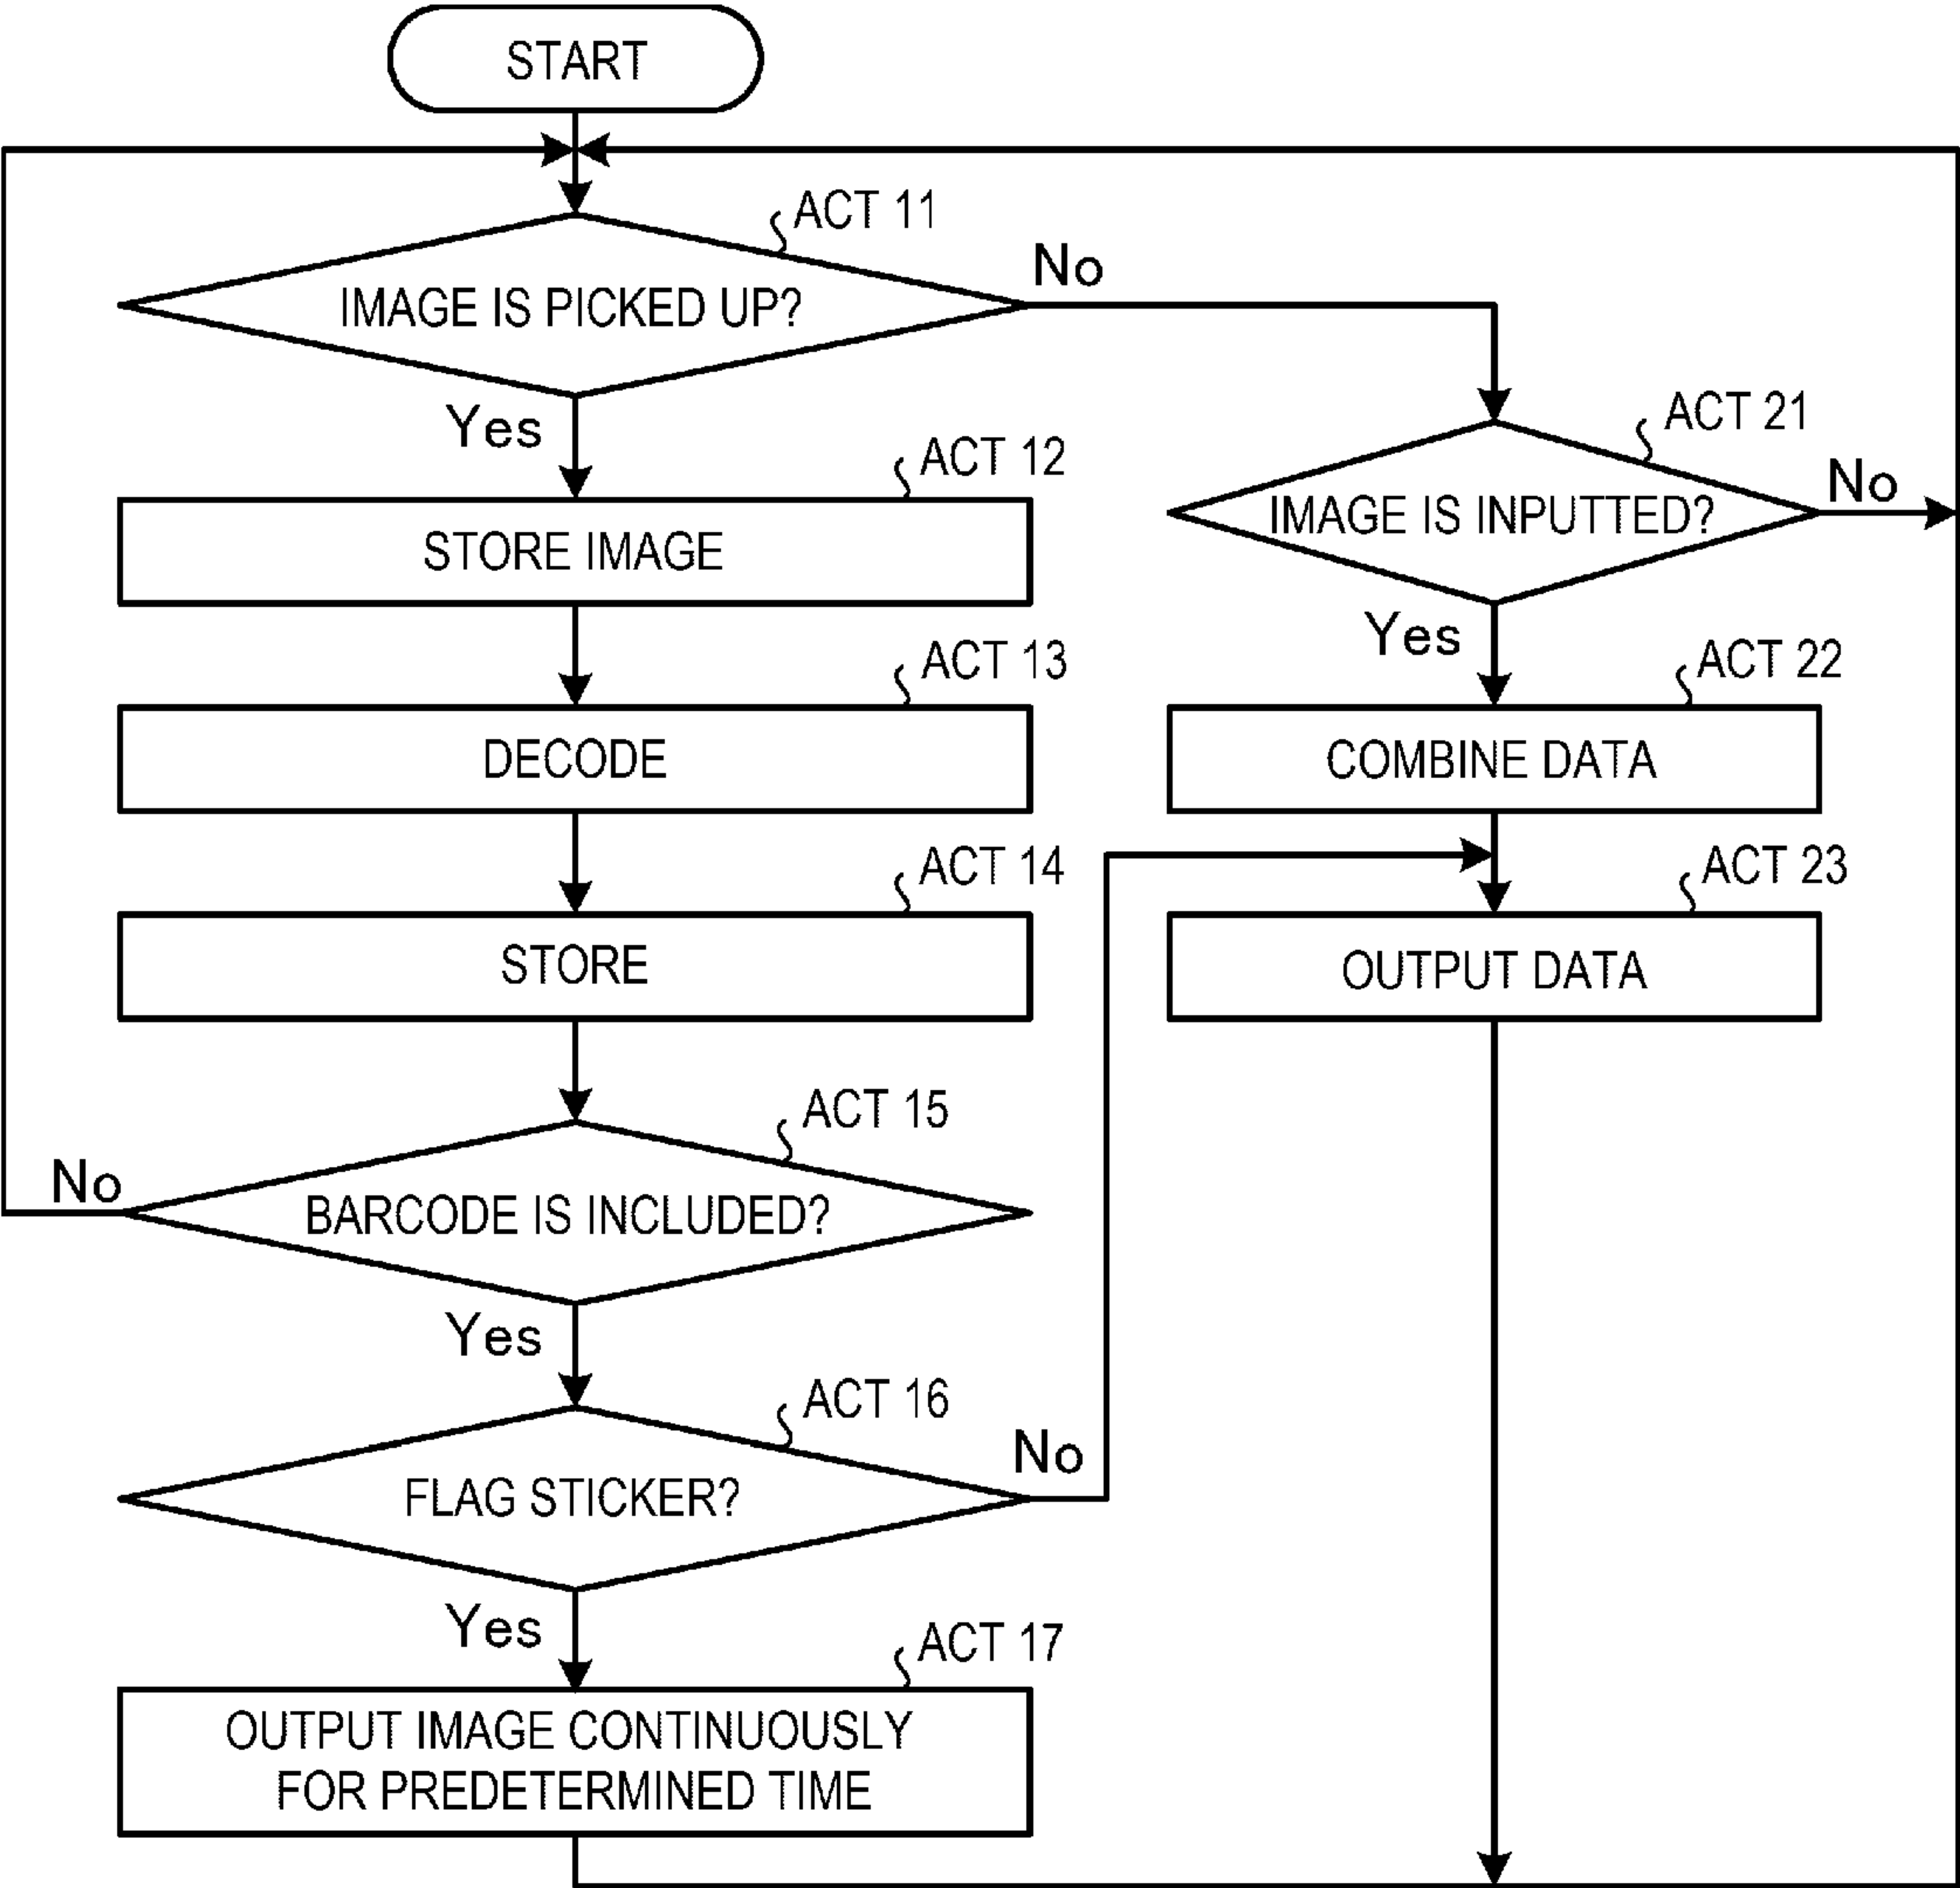 START
ACT 11
No
IMAGE IS PICKED UP?
Yes
ACT 12
STORE IMAGE
ACT 13
DECODE
ACT 14
STORE
ACT 15
No
BARCODE IS INCLUDED?
Yes
ACT 16
No
FLAG STICKER?
Yes
ACT 17
OUTPUT IMAGE CONTINUOUSLY
FOR PREDETERMINED TIME
ACT 21
No
IMAGE IS INPUTTED?
Yes
ACT 22
COMBINE DATA
ACT 23
OUTPUT DATA